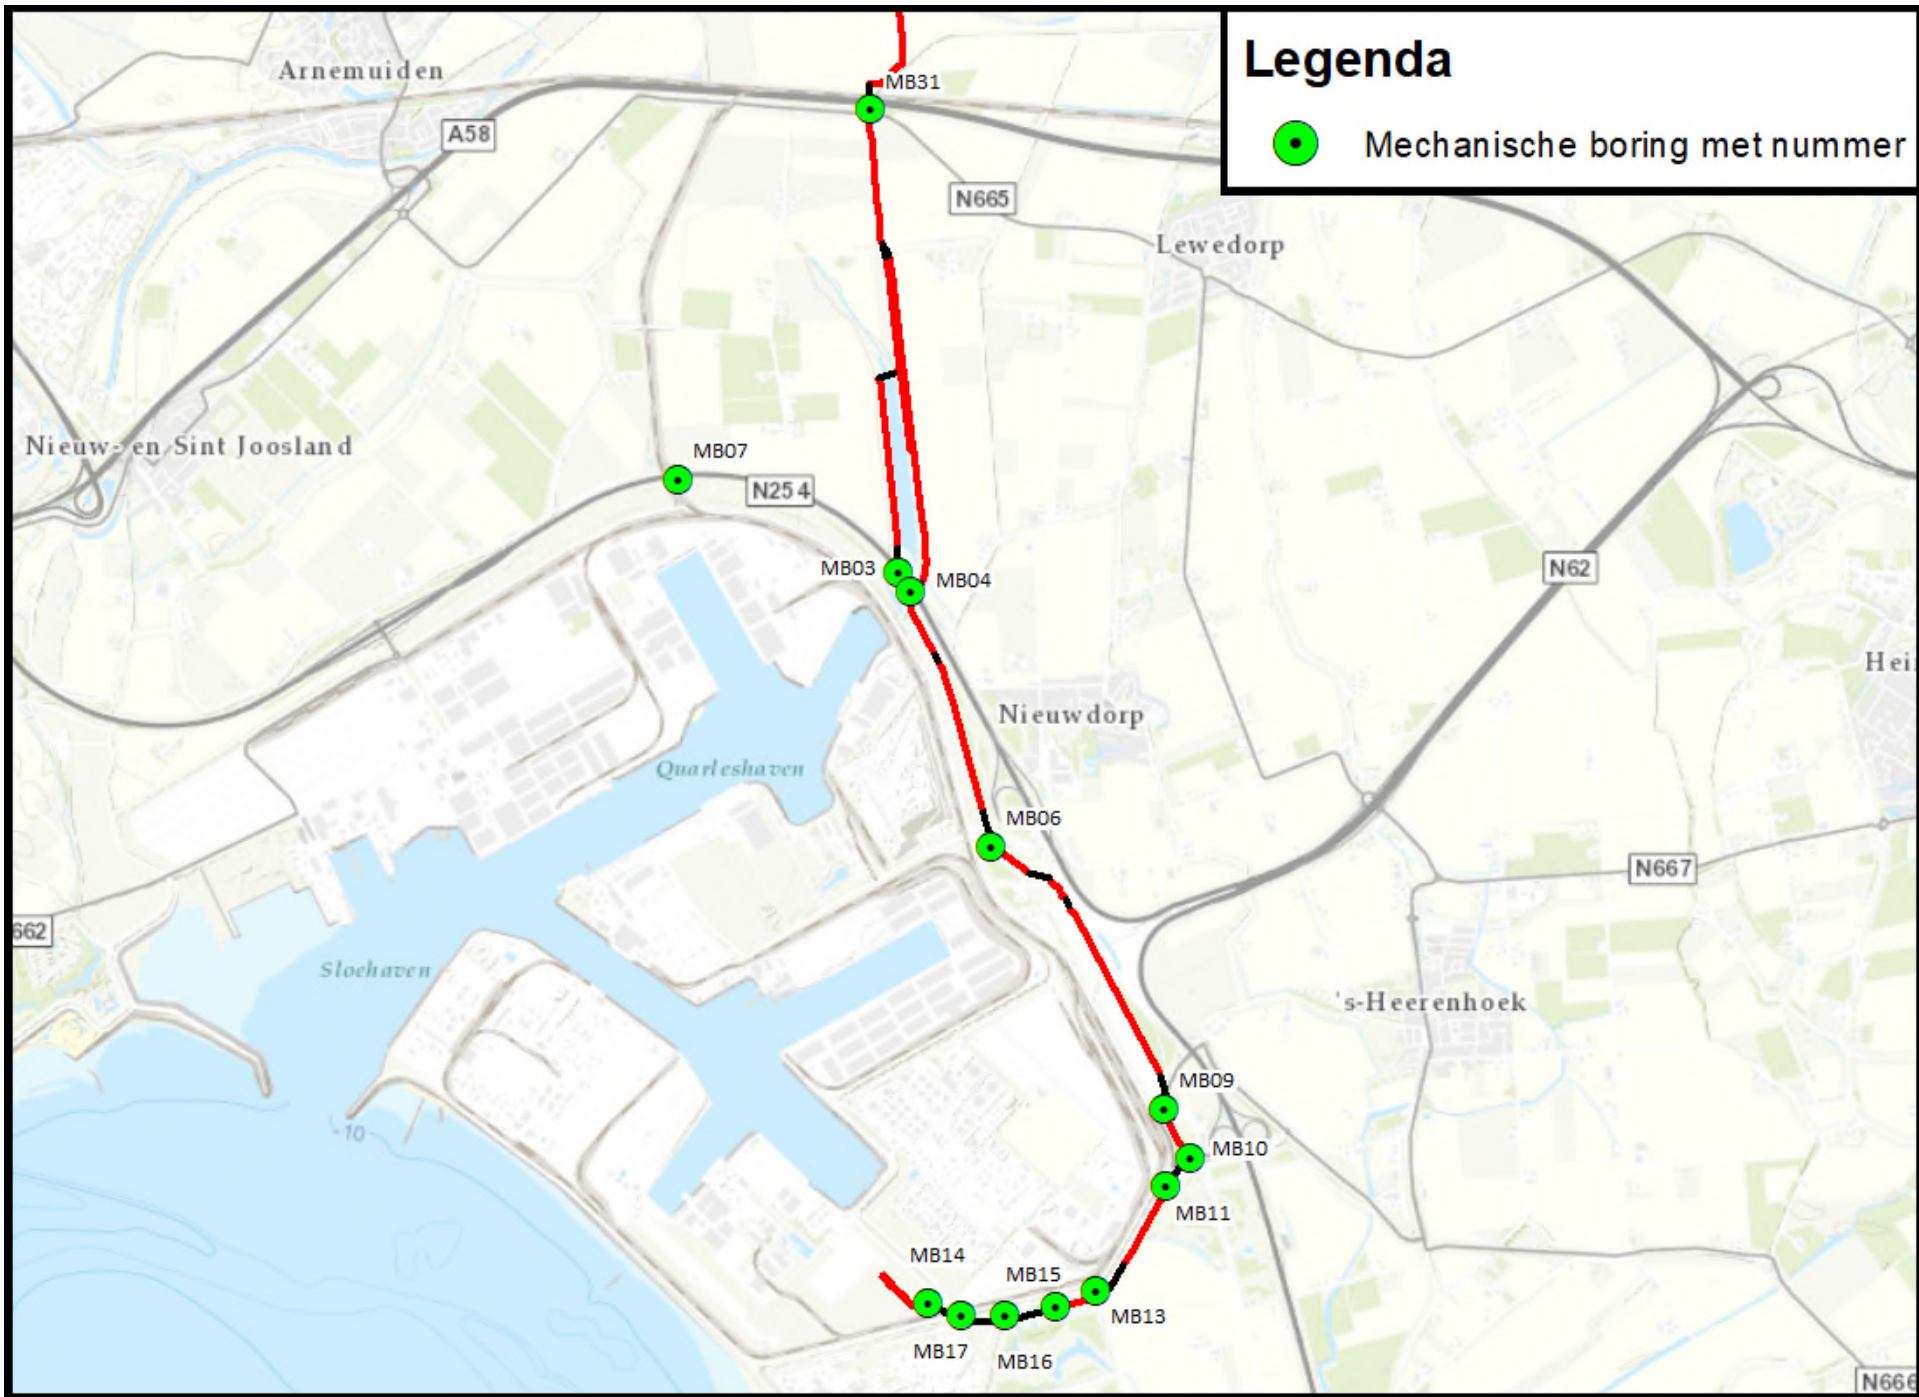 Legenda
Mechanische boring met nummer
Arnemuiden
MB31
A58
N665
Lewedorp
Nieuw- en Sint Joosland
MB07
N254
MB03
MB04
N62
Nieuwdorp
Quarleshaven
MB06
N667
662
Sloehaven
's-Heerenhoek
MB09
-10
MB10
MB11
MB14
MB15
MB13
MB17
MB16
N666